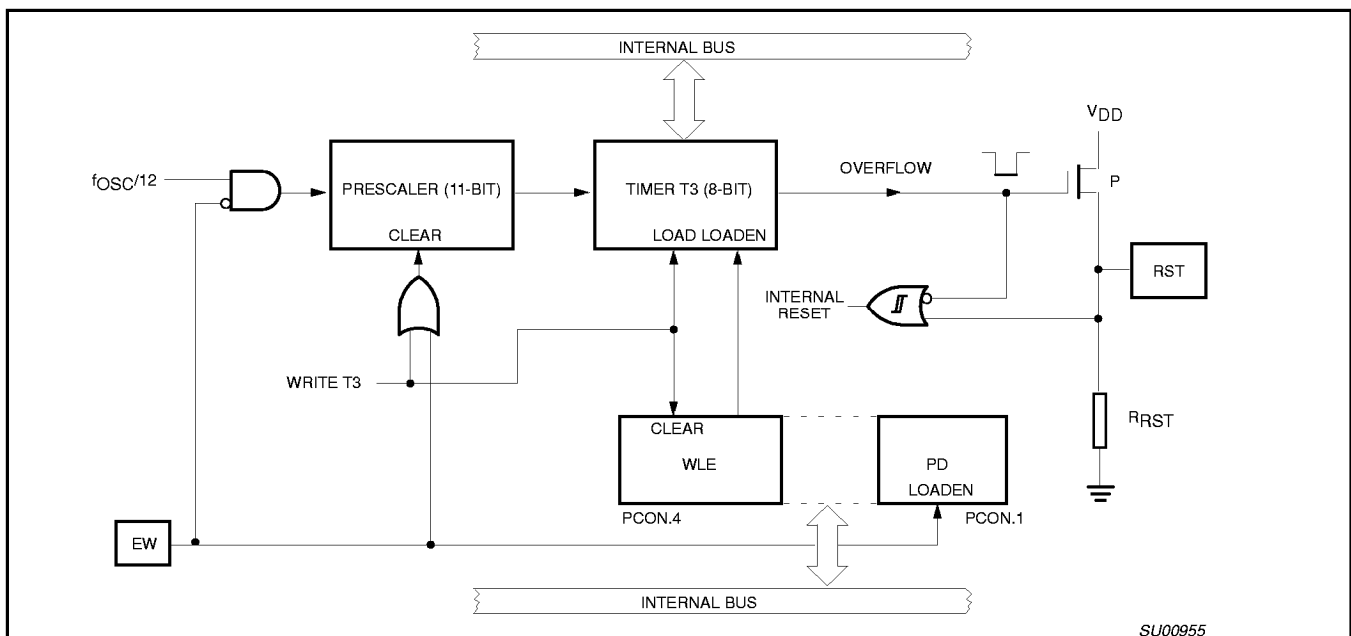 INTERNAL BUS
VDD
fOSC/12
PRESCALER (11-BIT)
CLEAR
TIMER T3 (8-BIT)
LOAD LOADEN
OVERFLOW
P
RST
INTERNAL
RESET
WRITE T3
RRST
CLEAR
WLE
PCON.4
PD
LOADEN
PCON.1
EW
INTERNAL BUS
SU00955